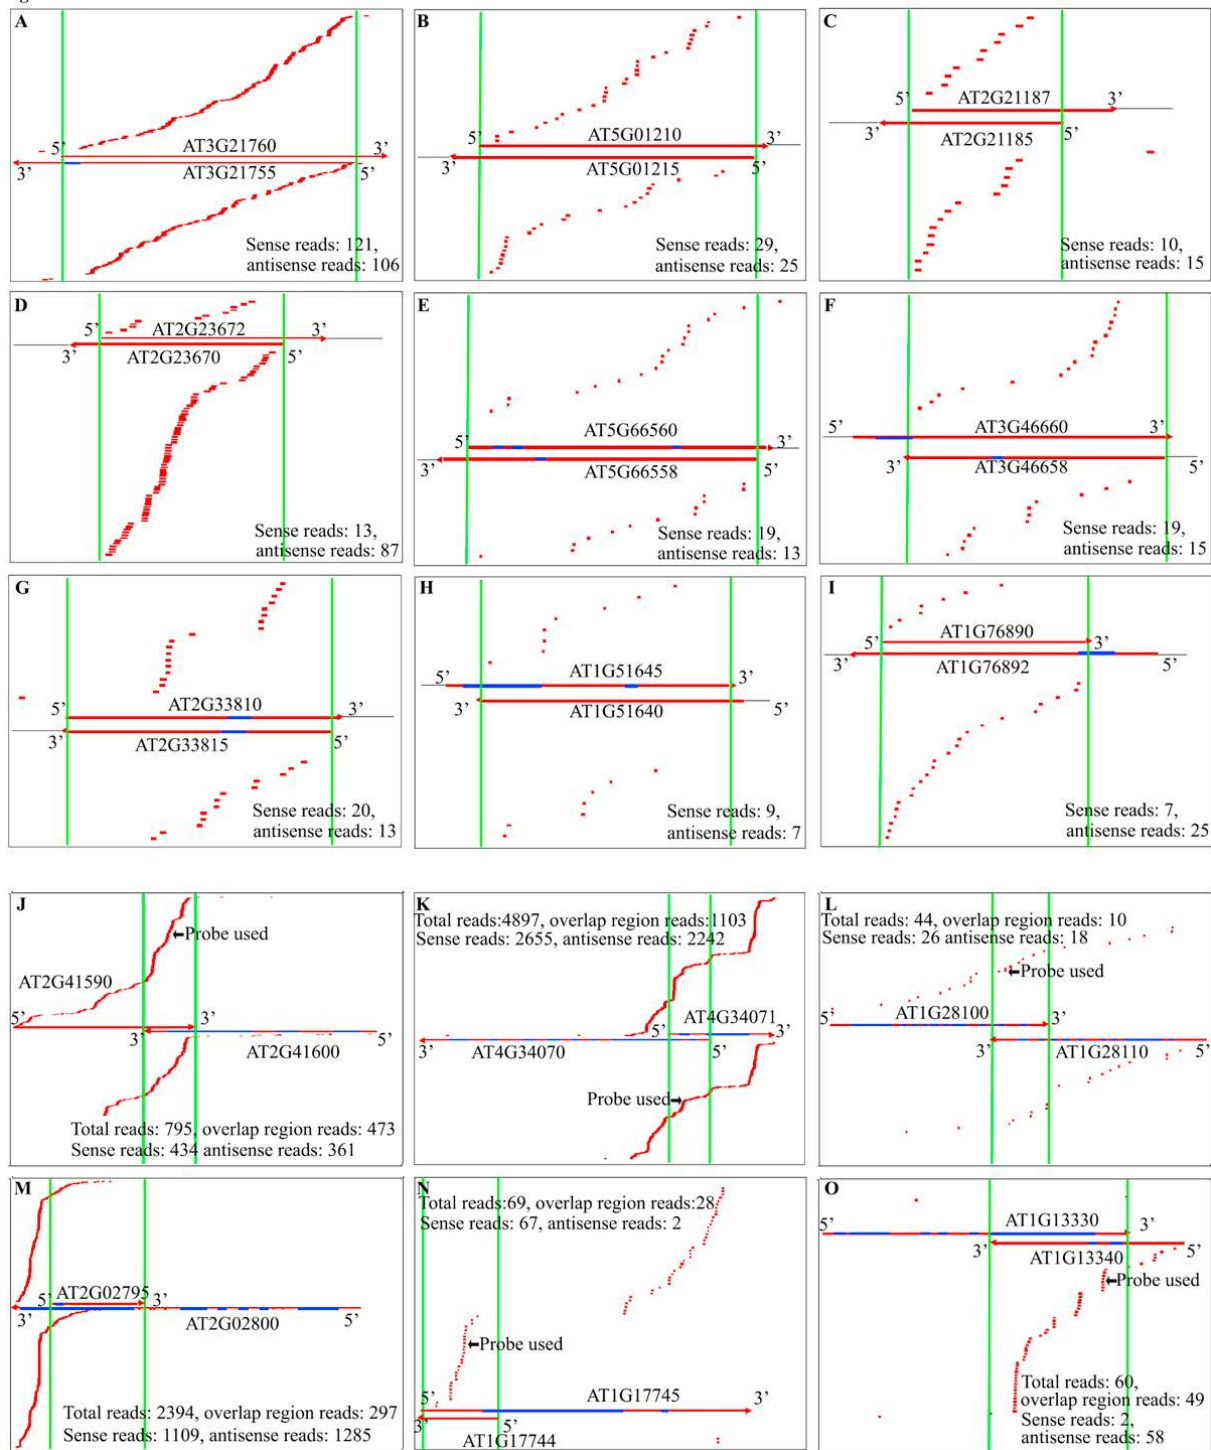 A
5’
AT3G21760
3’
3’
AT3G21755
5’
Sense reads: 121,
antisense reads: 106
B
5’
AT5G01210
3’
3’
AT5G01215
5’
Sense reads: 29,
antisense reads: 25
C
5’
AT2G21187
3’
3’
AT2G21185
5’
Sense reads: 10,
antisense reads: 15
D
5’
AT2G23672
3’
3’
AT2G23670
5’
Sense reads: 13,
antisense reads: 87
E
5’
AT5G66560
3’
3’
AT5G66558
5’
Sense reads: 19,
antisense reads: 13
F
5’
AT3G46660
3’
3’
AT3G46658
5’
Sense reads: 19,
antisense reads: 15
G
5’
AT2G33810
3’
3’
AT2G33815
5’
Sense reads: 20,
antisense reads: 13
H
5’
AT1G51645
3’
3’
AT1G51640
5’
Sense reads: 9,
antisense reads: 7
I
5’
AT1G76890
3’
3’
AT1G76892
5’
Sense reads: 7,
antisense reads: 25
J
Probe used
AT2G41590
5’
3’
3’
AT2G41600
5’
Total reads: 795, overlap region reads: 473
Sense reads: 434 antisense reads: 361
K
Total reads:4897, overlap region reads:1103
Sense reads: 2655, antisense reads: 2242
5’
AT4G34071
3’
3’
AT4G34070
5’
Probe used
L
Total reads: 44, overlap region reads: 10
Sense reads: 26 antisense reads: 18
Probe used
5’
AT1G28100
3’
3’
AT1G28110
5’
M
AT2G02795
5’
3’
3’
AT2G02800
5’
Total reads: 2394, overlap region reads: 297
Sense reads: 1109, antisense reads: 1285
N
Total reads:69, overlap region reads:28
Sense reads: 67, antisense reads: 2
Probe used
5’
AT1G17745
3’
3’
5’
AT1G17744
O
5’
AT1G13330
3’
3’
AT1G13340
5’
Probe used
Total reads: 60,
overlap region reads: 49
Sense reads: 2,
antisense reads: 58